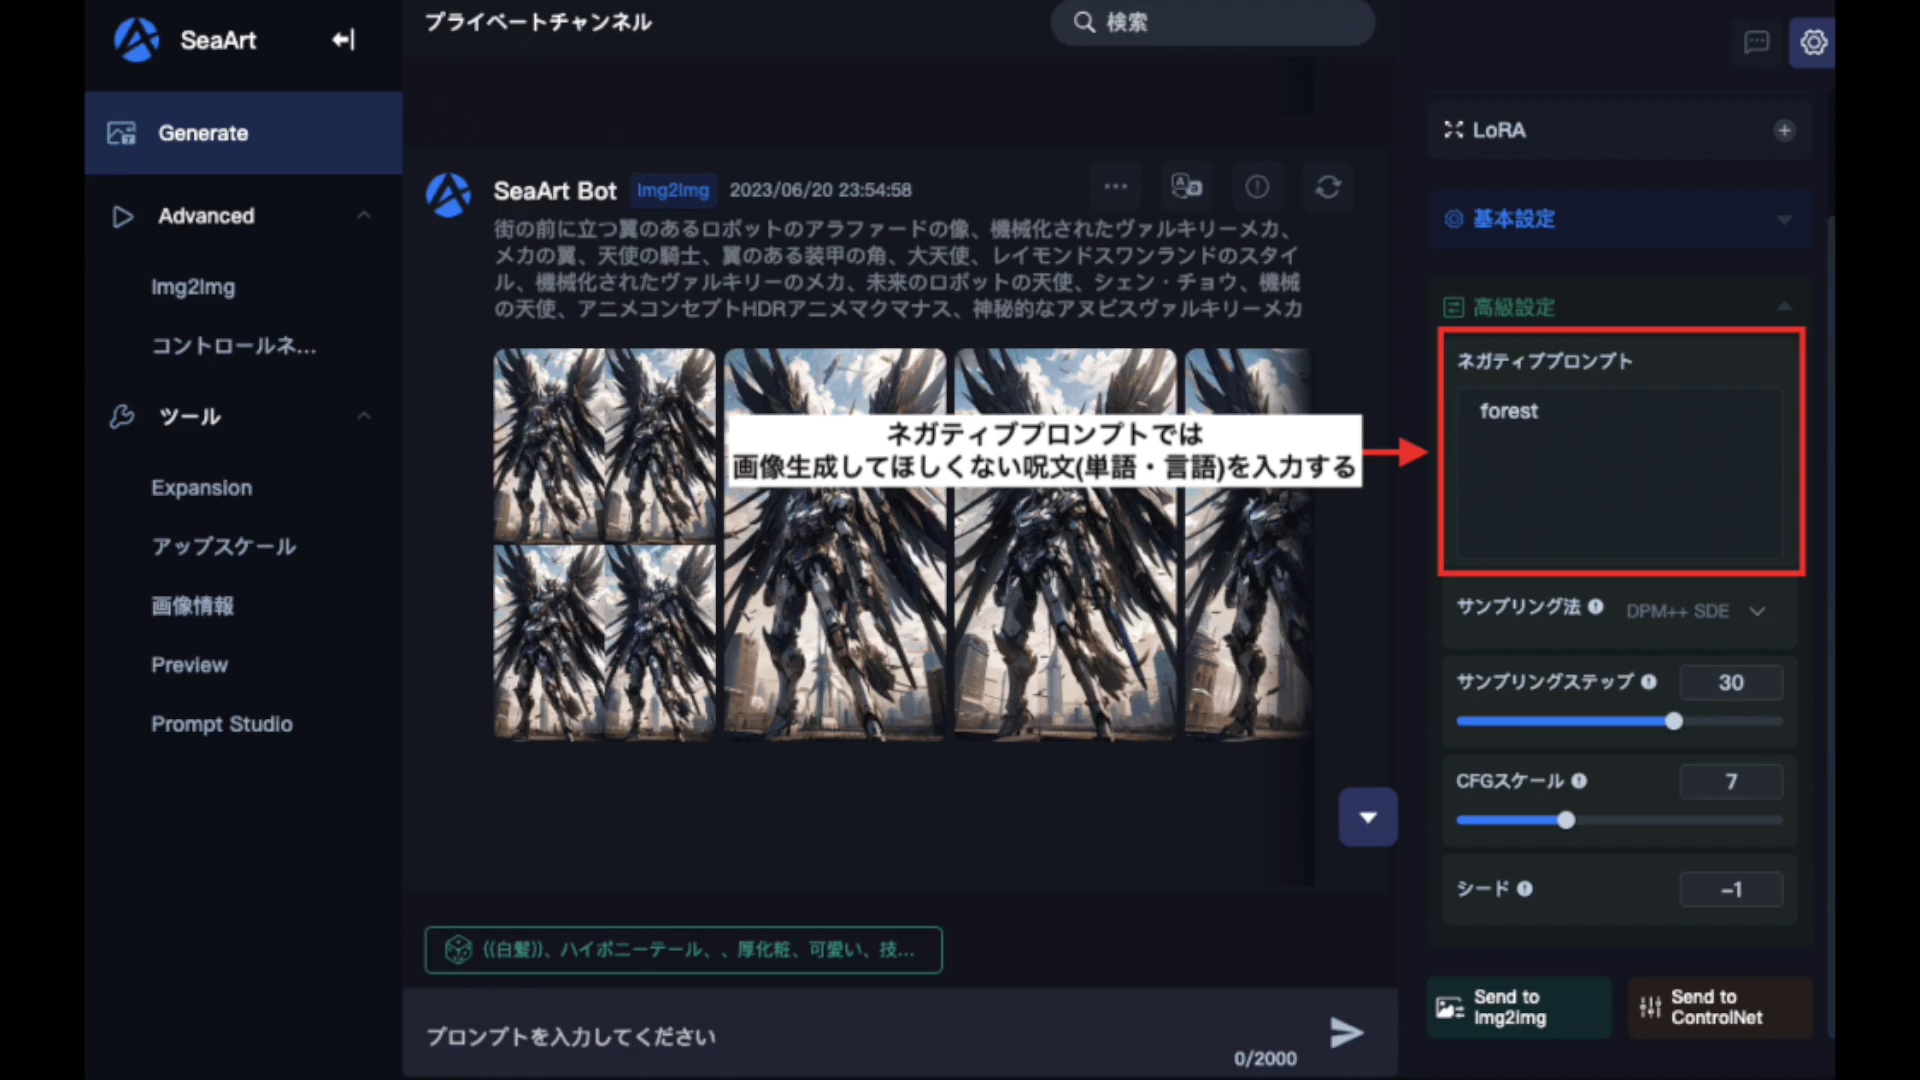 SeaArt
Generate
Advanced
Img2Img
コントロールネ...
ツール
Expansion
アップスケール
画像情報
Preview
Prompt Studio
プライベートチャンネル
検索
SeaArt Bot Img2Img 2023/06/20 23:54:58
街の前に立つ翼のあるロボットのアラファードの像、機械化されたヴァルキリーメカ、
メカの翼、天使の騎士、翼のある装甲の角、大天使、レイモンドスワンランドのスタイ
ル、機械化されたヴァルキリーのメカ、未来のロボットの天使、シェン・チョウ、機械
の天使、アニメコンセプトHDRアニメマクマナス、神秘的なアヌビスヴァルキリーメカ
ネガティブプロンプトでは
画像生成してほしくない呪文(単語・言語)を入力する
((白髪))、ハイポニーテール、、厚化粧、可愛い、技...
プロンプトを入力してください
0/2000
LoRA
基本設定
高級設定
ネガティブプロンプト
forest
サンプリング法 DPM++ SDE
サンプリングステップ 30
CFGスケール 7
シード -1
Send to
Img2Img
Send to
ControlNet